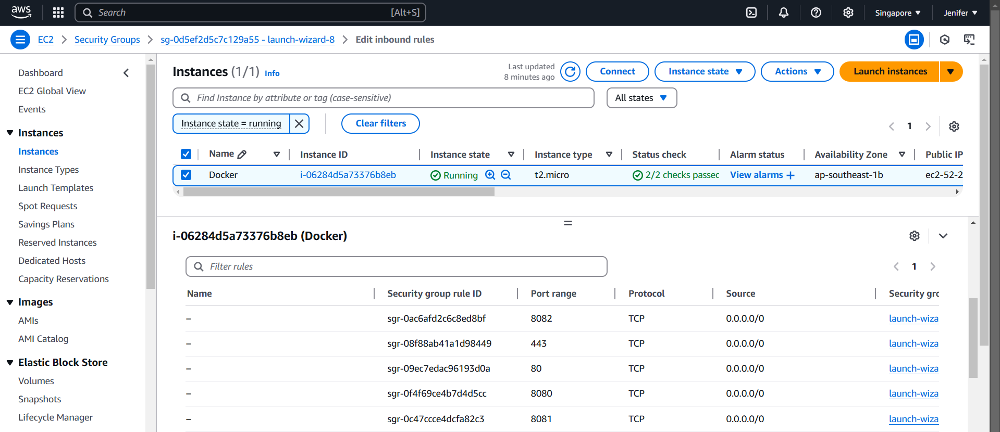 aws Search [Alt+S] Singapore Jenifer
EC2 Security Groups sg-0d5ef2d5c7c129a55 - launch-wizard-8 Edit inbound rules
Dashboard
EC2 Global View
Events
Instances
Instances
Instance Types
Launch Templates
Spot Requests
Savings Plans
Reserved Instances
Dedicated Hosts
Capacity Reservations
Images
AMIs
AMI Catalog
Elastic Block Store
Volumes
Snapshots
Lifecycle Manager
Instances (1/1) Info
Last updated
8 minutes ago
Connect Instance state Actions Launch instances
Find Instance by attribute or tag (case-sensitive) All states
Instance state = running Clear filters 1
Name Instance ID Instance state Instance type Status check Alarm status Availability Zone Public IP
Docker i-06284d5a73376b8eb Running t2.micro 2/2 checks passed View alarms + ap-southeast-1b ec2-52-2
i-06284d5a73376b8eb (Docker)
Filter rules 1
Name Security group rule ID Port range Protocol Source Security gro
– sgr-0ac6afd2c6c8ed8bf 8082 TCP 0.0.0.0/0 launch-wiza
– sgr-08f88ab41a1d98449 443 TCP 0.0.0.0/0 launch-wiza
– sgr-09ec7edac96193d0a 80 TCP 0.0.0.0/0 launch-wiza
– sgr-0f4f69ce4b7d4d5cc 8080 TCP 0.0.0.0/0 launch-wiza
– sgr-0c47ccce4dcfa82c3 8081 TCP 0.0.0.0/0 launch-wiza